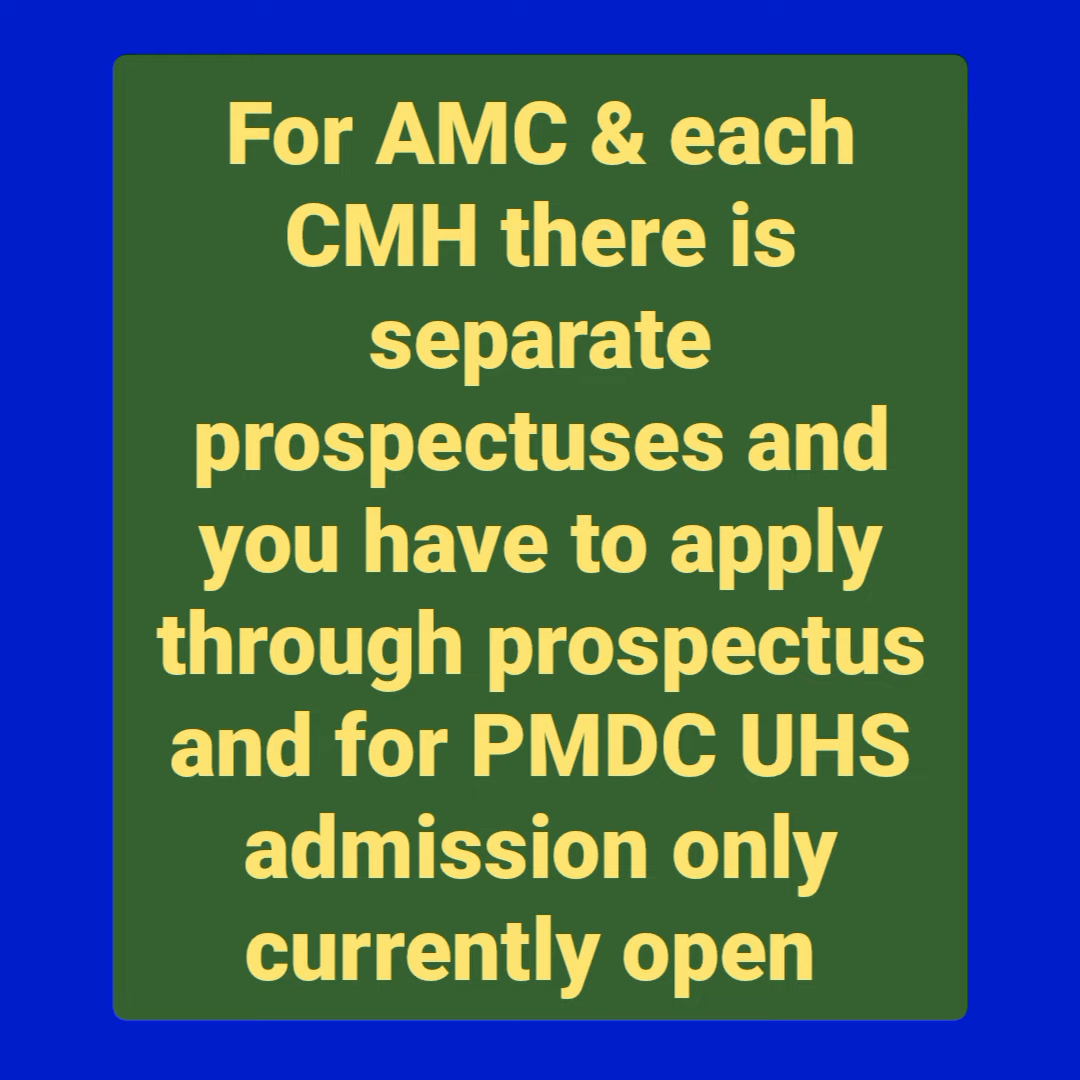 For AMC & each
CMH there is
separate
prospectuses and
you have to apply
through prospectus
and for PMDC UHS
admission only
currently open